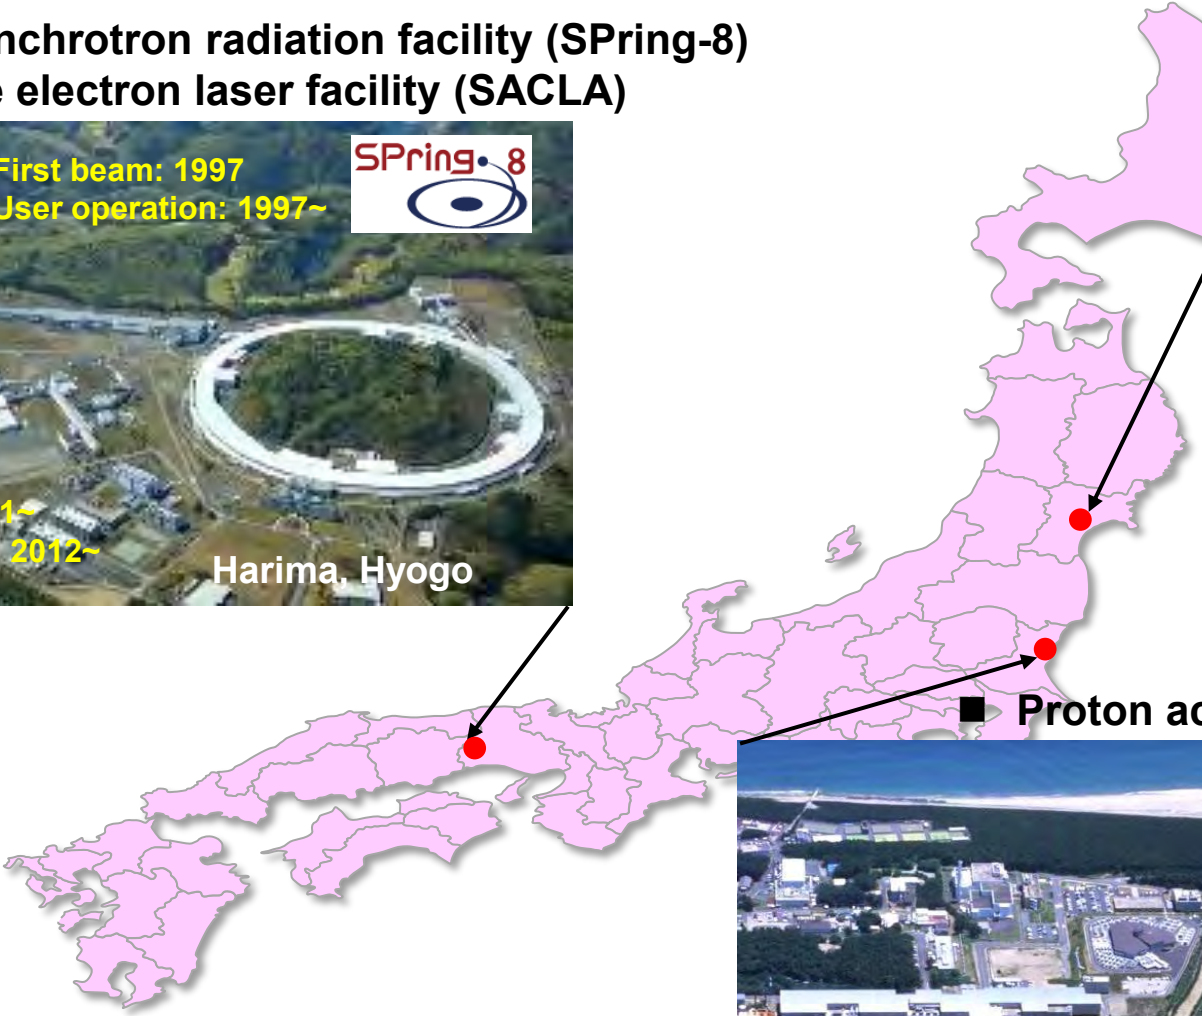 nchrotron radiation facility (SPring-8)
e electron laser facility (SACLA)
First beam: 1997
User operation: 1997~
SPring-8
1~
2012~
Harima, Hyogo
■ Proton ac